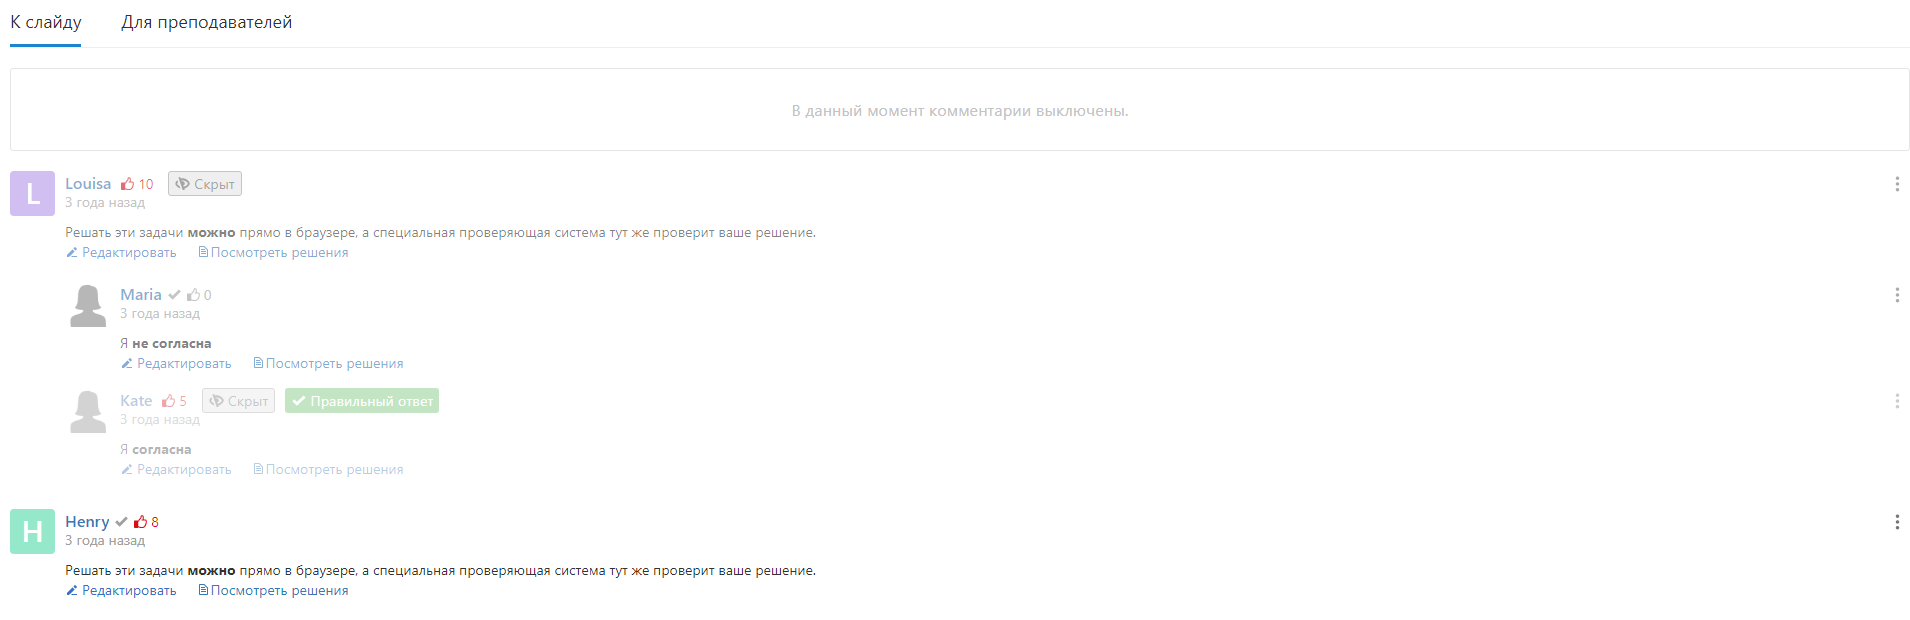 К слайду Для преподавателей
В данный момент комментарии выключены.
L Louisa 10 Скрыт
3 года назад
Решать эти задачи можно прямо в браузере, а специальная проверяющая система тут же проверит ваше решение.
Редактировать Посмотреть решения
Maria 0
3 года назад
Я не согласна
Редактировать Посмотреть решения
Kate 5 Скрыт Правильный ответ
3 года назад
Я согласна
Редактировать Посмотреть решения
H Henry 8
3 года назад
Решать эти задачи можно прямо в браузере, а специальная проверяющая система тут же проверит ваше решение.
Редактировать Посмотреть решения